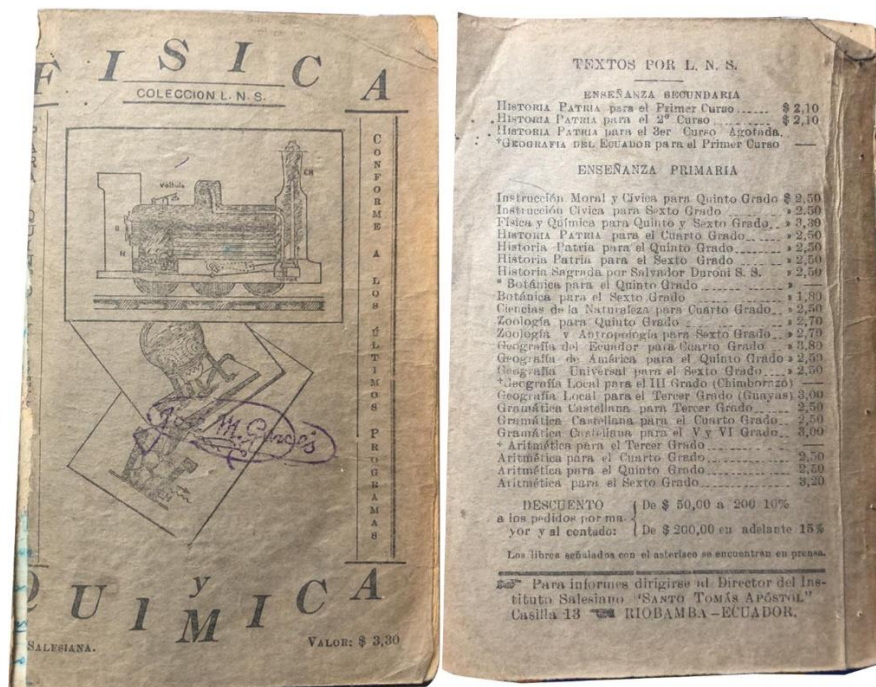 FISICA
COLECCION L. N. S.
Válvula
CH
CONFORME A LOS ÚLTIMOS PROGRAMAS
José M. Garcés
y
QUIMICA
SALESIANA.
VALOR: $ 3,30
TEXTOS POR L. N. S.
ENSEÑANZA SECUNDARIA
HISTORIA PATRIA para el Primer Curso ...... $ 2,10
HISTORIA PATRIA para el 2º Curso ...... $ 2,10
HISTORIA PATRIA para el 3er Curso Agotada.
*GEOGRAFIA DEL ECUADOR para el Primer Curso —
ENSEÑANZA PRIMARIA
Instrucción Moral y Cívica para Quinto Grado $ 2,50
Instrucción Cívica para Sexto Grado ...... » 2,50
Física y Química para Quinto y Sexto Grado.. » 3,30
HISTORIA PATRIA para el Cuarto Grado...... » 2,50
Historia Patria para el Quinto Grado ...... » 2,50
Historia Patria para el Sexto Grado ...... » 2,50
Historia Sagrada por Salvador Duroni S. S. » 2,50
* Botánica para el Quinto Grado ...... » —
Botánica para el Sexto Grado ...... » 1,80
Ciencias de la Naturaleza para Cuarto Grado.. » 2,50
Zoología para Quinto Grado ...... » 2,70
Zoología y Antropología para Sexto Grado.. » 2,70
Geografía del Ecuador para Cuarto Grado.... » 3,80
Geografía de América para el Quinto Grado » 2,50
Geografía Universal para el Sexto Grado .. » 2,50
*Geografía Local para el III Grado (Chimborazo) —
Geografía Local para el Tercer Grado (Guayas) 3,00
Gramática Castellana para Tercer Grado...... 2,50
Gramática Castellana para el Cuarto Grado.. 2,50
Gramática Castellana para el V y VI Grado.. 3,00
* Aritmética para el Tercer Grado ...... —
Aritmética para el Cuarto Grado ...... 2,50
Aritmética para el Quinto Grado ...... 2,50
Aritmética para el Sexto Grado ...... 3,20
DESCUENTO
a los pedidos por ma-
yor y al contado:
De $ 50,00 a 200 10%
De $ 200,00 en adelante 15%
Los libros señalados con el asterisco se encuentran en prensa.
Para informes dirigirse al Director del Ins-
tituto Salesiano "SANTO TOMÁS APÓSTOL"
Casilla 13 RIOBAMBA - ECUADOR.